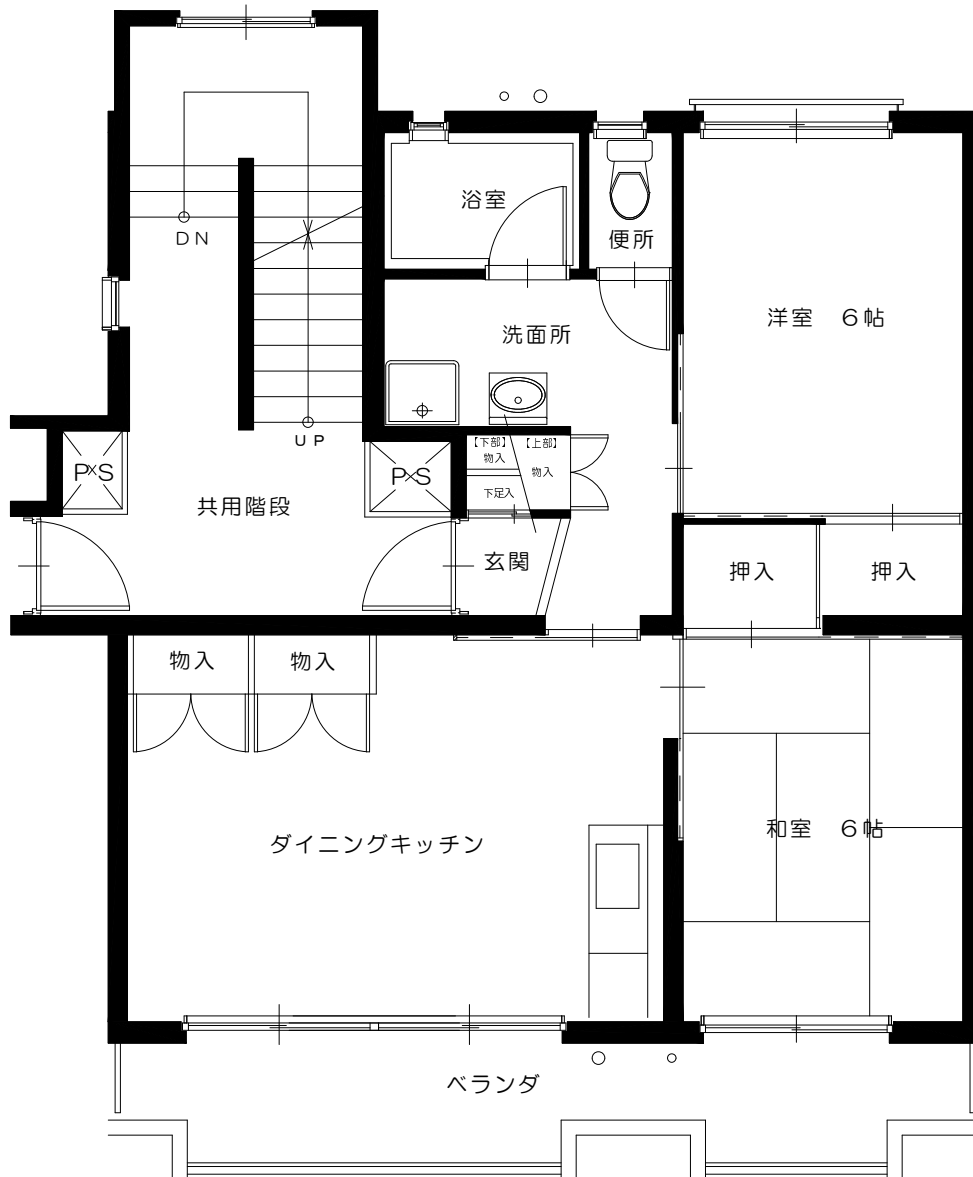 浴室
便所
DN
洋室 6帖
洗面所
UP
【下部】
物入
【上部】
物入
PS
PS
下足入
共用階段
玄関
押入
押入
物入
物入
和室 6帖
ダイニングキッチン
ベランダ